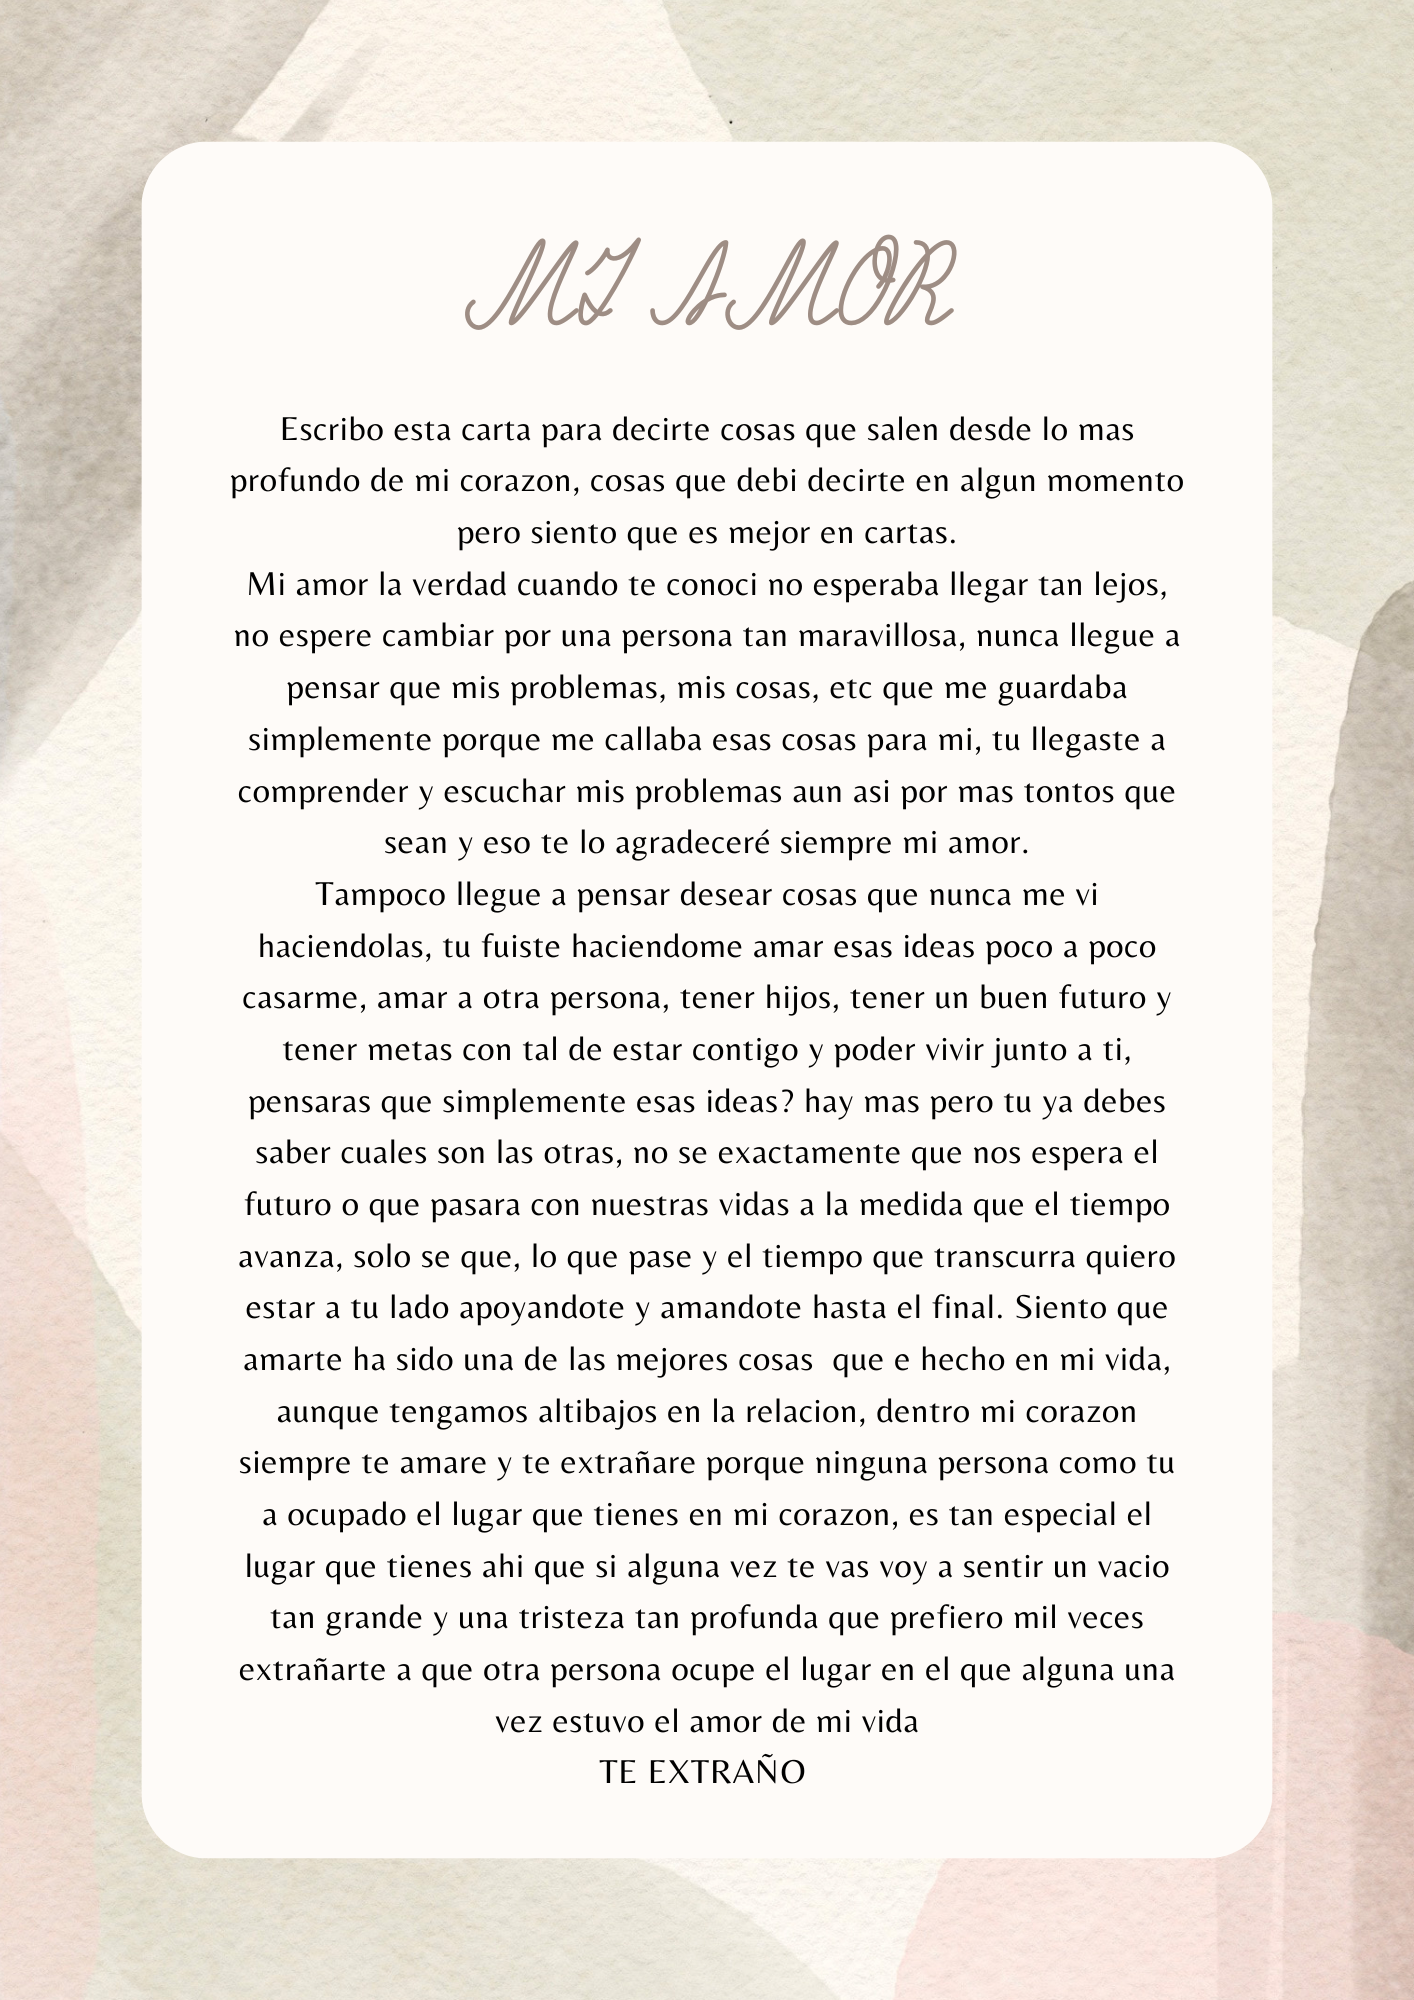 MI AMOR
Escribo esta carta para decirte cosas que salen desde lo mas
profundo de mi corazon, cosas que debi decirte en algun momento
pero siento que es mejor en cartas.
Mi amor la verdad cuando te conoci no esperaba llegar tan lejos,
no espere cambiar por una persona tan maravillosa, nunca llegue a
pensar que mis problemas, mis cosas, etc que me guardaba
simplemente porque me callaba esas cosas para mi, tu llegaste a
comprender y escuchar mis problemas aun asi por mas tontos que
sean y eso te lo agradeceré siempre mi amor.
Tampoco llegue a pensar desear cosas que nunca me vi
haciendolas, tu fuiste haciendome amar esas ideas poco a poco
casarme, amar a otra persona, tener hijos, tener un buen futuro y
tener metas con tal de estar contigo y poder vivir junto a ti,
pensaras que simplemente esas ideas? hay mas pero tu ya debes
saber cuales son las otras, no se exactamente que nos espera el
futuro o que pasara con nuestras vidas a la medida que el tiempo
avanza, solo se que, lo que pase y el tiempo que transcurra quiero
estar a tu lado apoyandote y amandote hasta el final. Siento que
amarte ha sido una de las mejores cosas  que e hecho en mi vida,
aunque tengamos altibajos en la relacion, dentro mi corazon
siempre te amare y te extrañare porque ninguna persona como tu
a ocupado el lugar que tienes en mi corazon, es tan especial el
lugar que tienes ahi que si alguna vez te vas voy a sentir un vacio
tan grande y una tristeza tan profunda que prefiero mil veces
extrañarte a que otra persona ocupe el lugar en el que alguna una
vez estuvo el amor de mi vida
TE EXTRAÑO